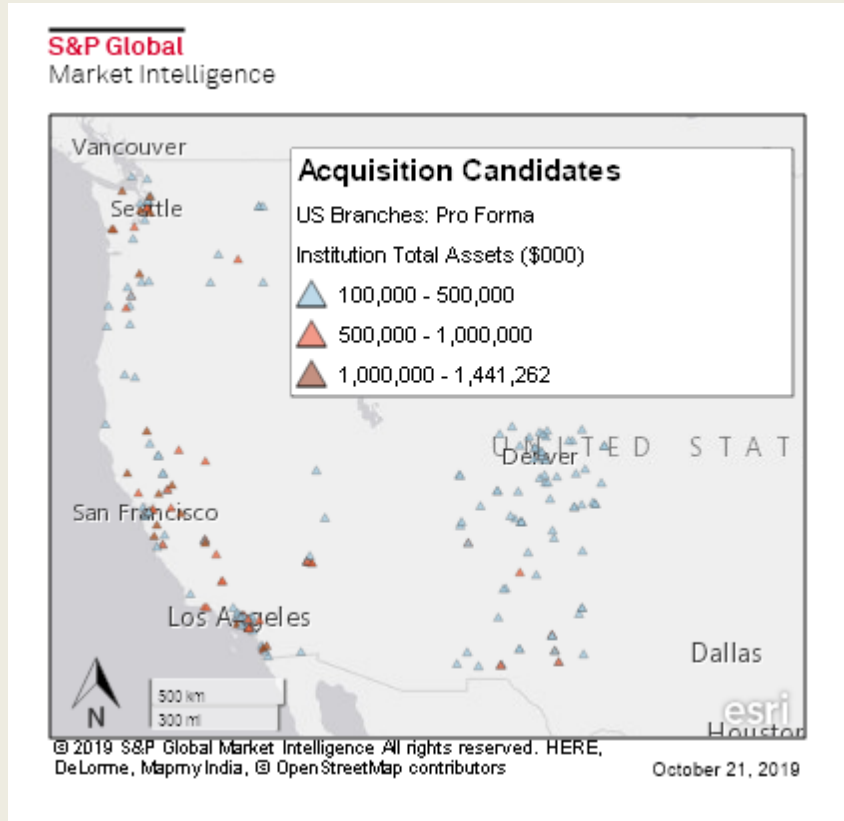 S&P Global
Market Intelligence
Vancouver
Acquisition Candidates
Seattle
US Branches: Pro Forma
Institution Total Assets ($000)
100,000 - 500,000
500,000 - 1,000,000
1,000,000 - 1,441,262
UNITED STAT
Denver
San Francisco
Los Angeles
Dallas
500 km
300 mi
N
esri
Houston
© 2019 S&P Global Market Intelligence All rights reserved. HERE,
DeLorme, MapmyIndia, © OpenStreetMap contributors
October 21, 2019